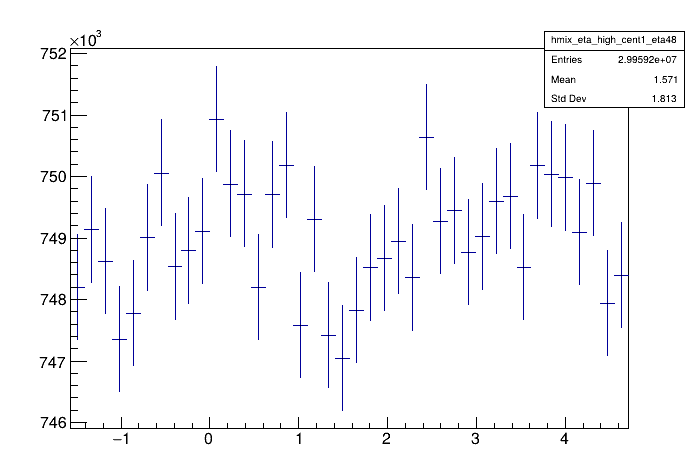 ×10³
hmix_eta_high_cent1_eta48
Entries 2.99592e+07
Mean 1.571
Std Dev 1.813
752
751
750
749
748
747
746
−1 0 1 2 3 4